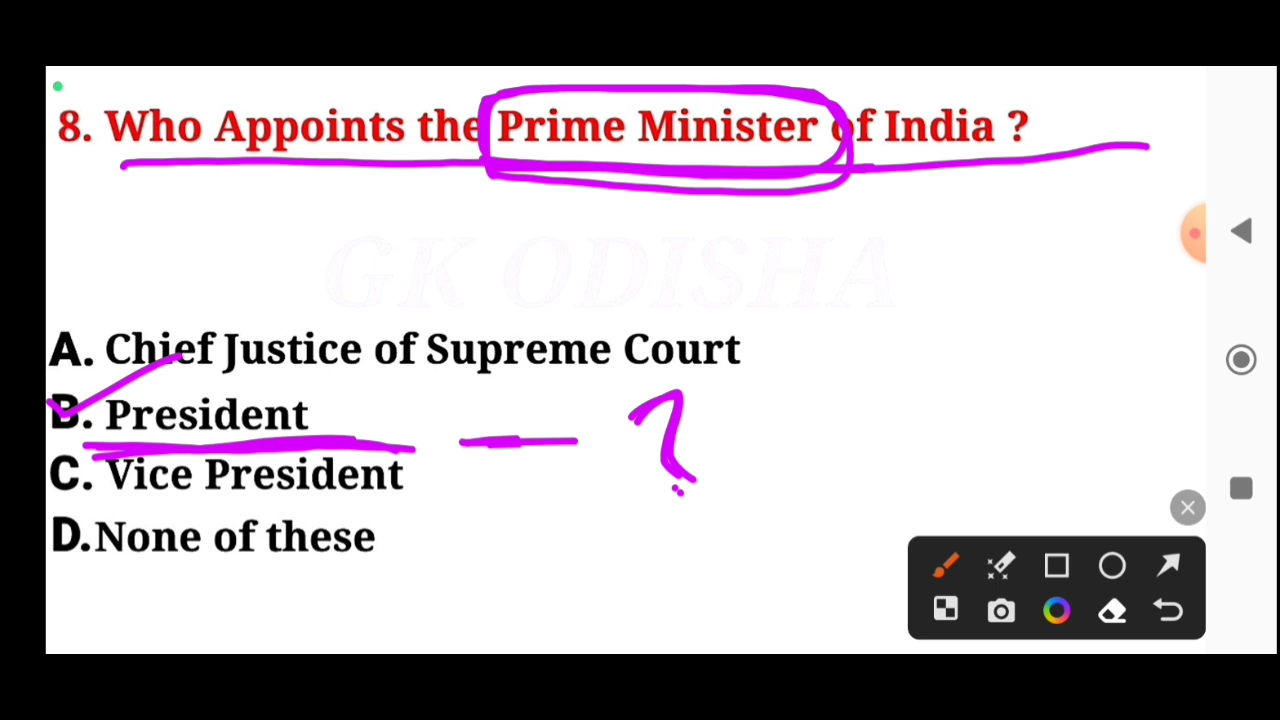 8. Who Appoints the Prime Minister of India ?
GK ODISHA
A. Chief Justice of Supreme Court
B. President — ?
C. Vice President
D.None of these